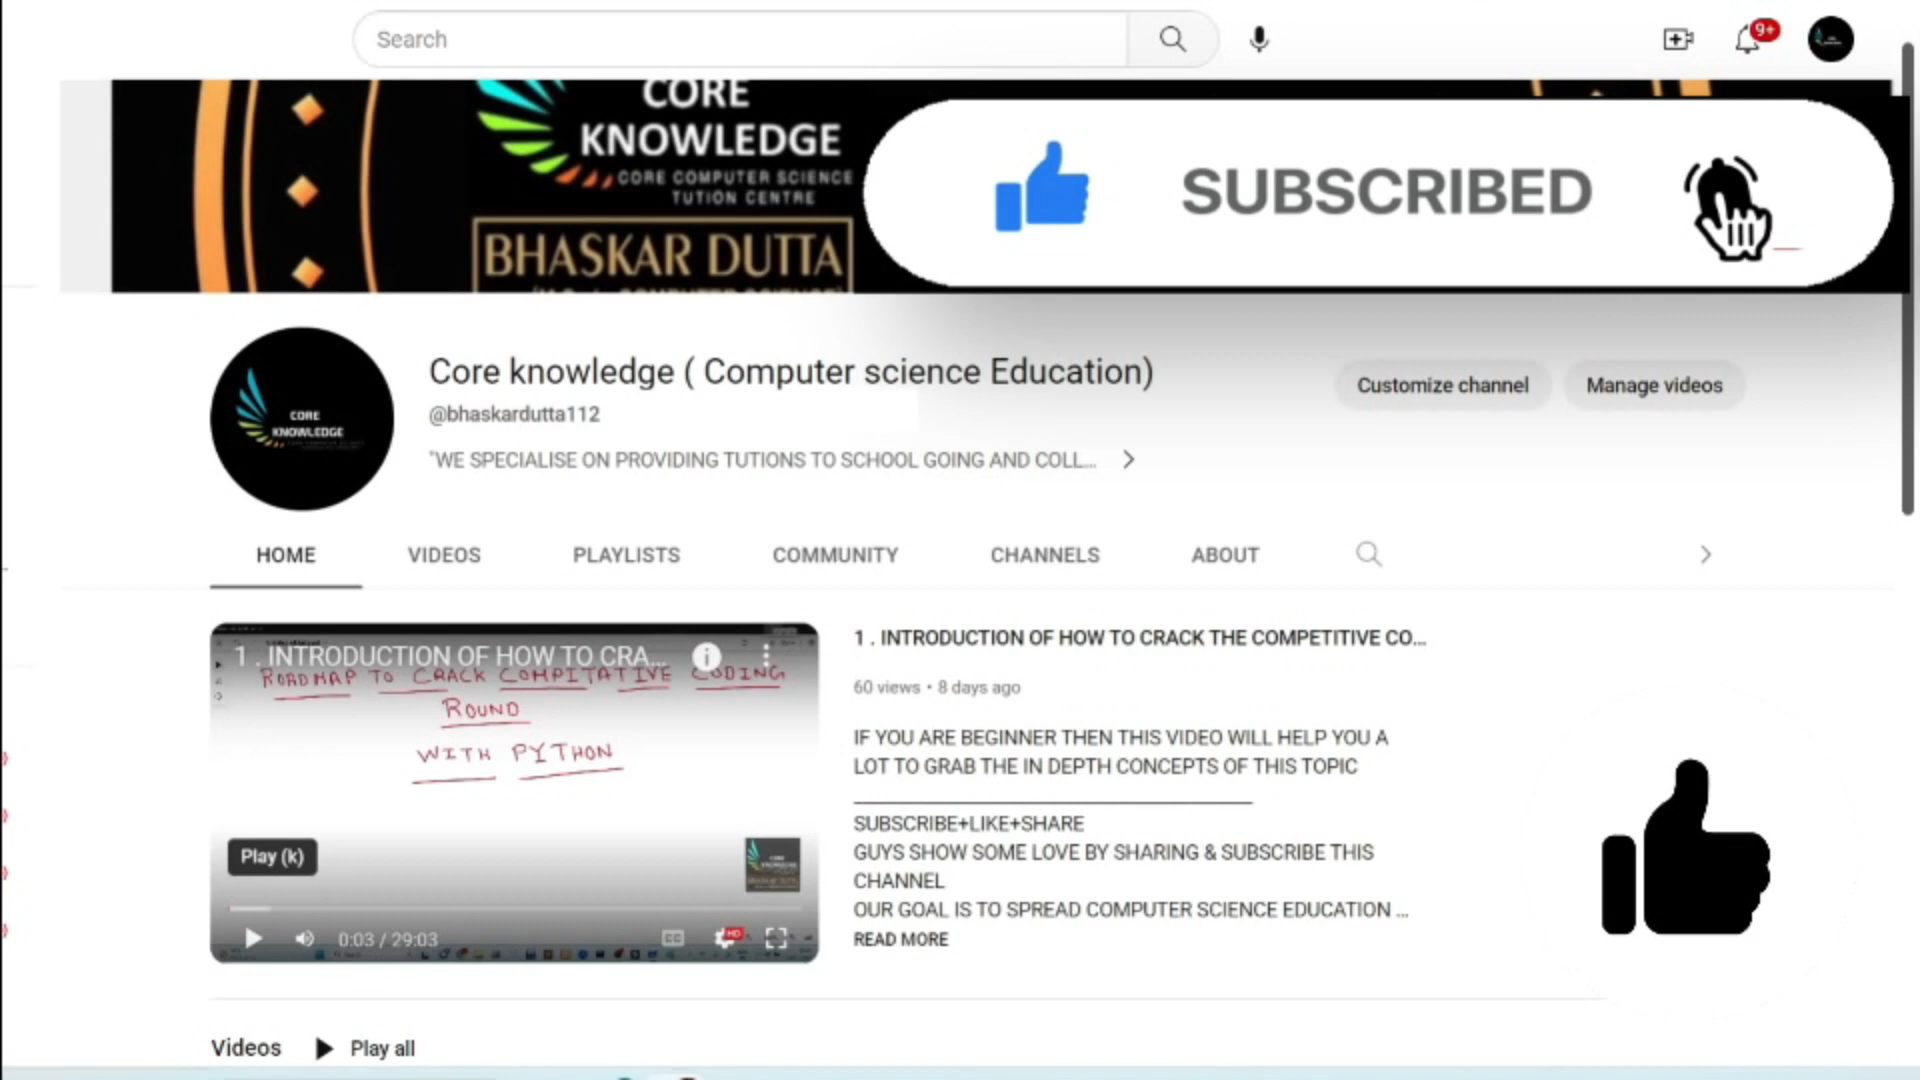 Search
9+
CORE
KNOWLEDGE
CORE COMPUTER SCIENCE
TUTION CENTRE
BHASKAR DUTTA
SUBSCRIBED
CORE
KNOWLEDGE
Core knowledge ( Computer science Education)
@bhaskardutta112
"WE SPECIALISE ON PROVIDING TUTIONS TO SCHOOL GOING AND COLL...
Customize channel
Manage videos
HOME VIDEOS PLAYLISTS COMMUNITY CHANNELS ABOUT
1 . INTRODUCTION OF HOW TO CRA...
ROADMAP TO CRACK COMPITATIVE CODING
ROUND
WITH PYTHON
Play (k)
0:03 / 29:03
CC
HD
1 . INTRODUCTION OF HOW TO CRACK THE COMPETITIVE CO...
60 views • 8 days ago
IF YOU ARE BEGINNER THEN THIS VIDEO WILL HELP YOU A
LOT TO GRAB THE IN DEPTH CONCEPTS OF THIS TOPIC
SUBSCRIBE+LIKE+SHARE
GUYS SHOW SOME LOVE BY SHARING & SUBSCRIBE THIS
CHANNEL
OUR GOAL IS TO SPREAD COMPUTER SCIENCE EDUCATION ...
READ MORE
Videos
Play all